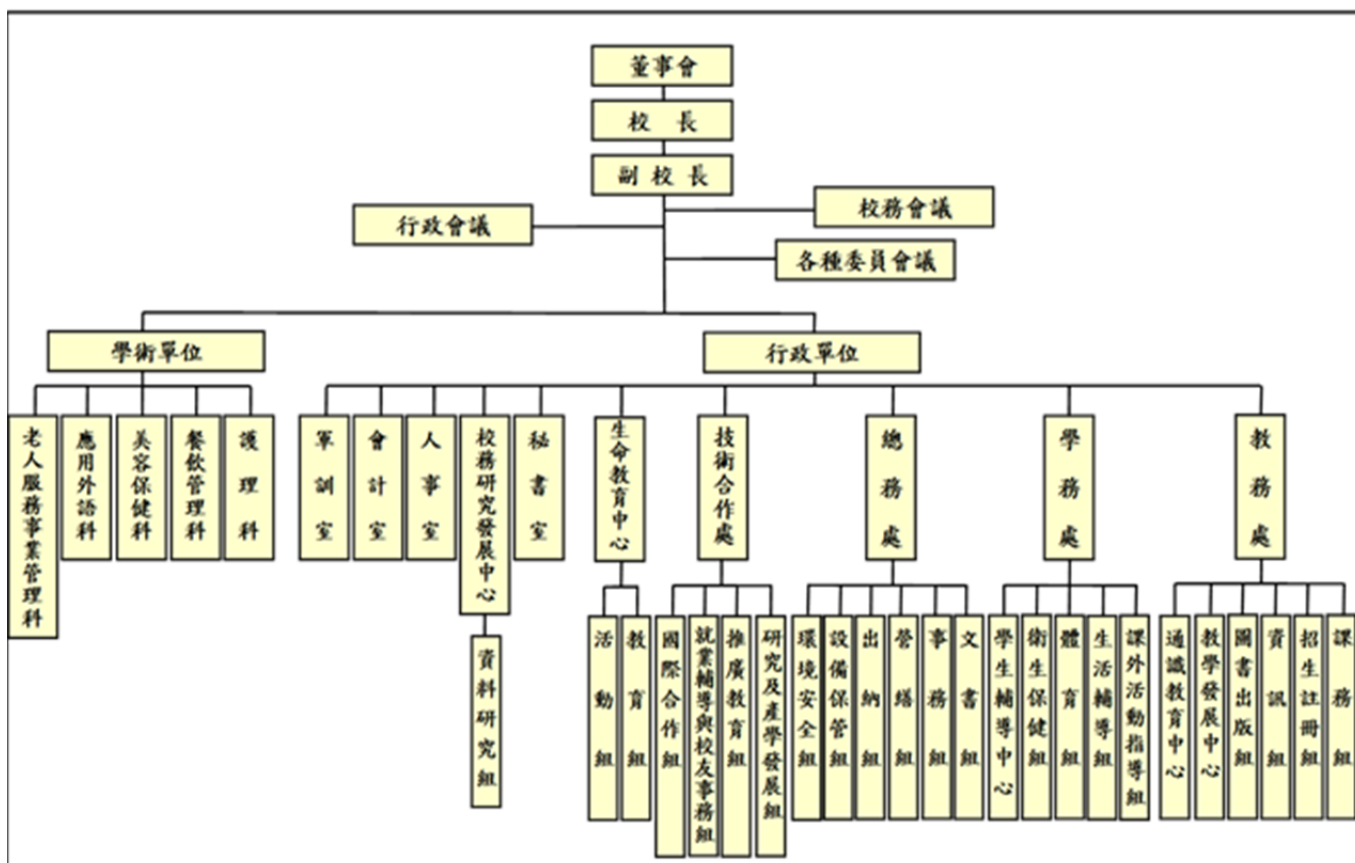 董事會
校 長
副 校 長
校務會議
行政會議
各種委員會議
學術單位
行政單位
老人服務事業管理科
應用外語科
美容保健科
餐飲管理科
護理科
軍訓室
會計室
人事室
校務研究發展中心
秘書室
生命教育中心
技術合作處
總務處
學務處
教務處
資料研究組
活動組
教育組
國際合作組
就業輔導與校友事務組
推廣教育組
研究及產學發展組
環境安全組
設備保管組
出納組
營繕組
事務組
文書組
學生輔導中心
衛生保健組
體育組
生活輔導組
課外活動指導組
通識教育中心
教學發展中心
圖書出版組
資訊組
招生註冊組
課務組